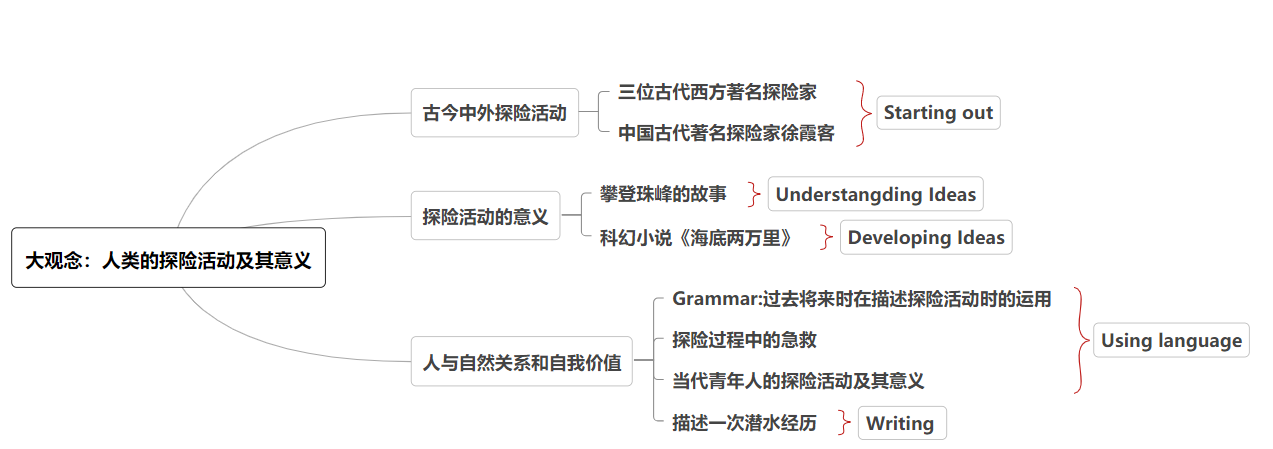 古今中外探险活动
三位古代西方著名探险家
中国古代著名探险家徐霞客
Starting out
探险活动的意义
攀登珠峰的故事
Understangding Ideas
科幻小说《海底两万里》
Developing Ideas
大观念：人类的探险活动及其意义
人与自然关系和自我价值
Grammar:过去将来时在描述探险活动时的运用
探险过程中的急救
当代青年人的探险活动及其意义
Using language
描述一次潜水经历
Writing